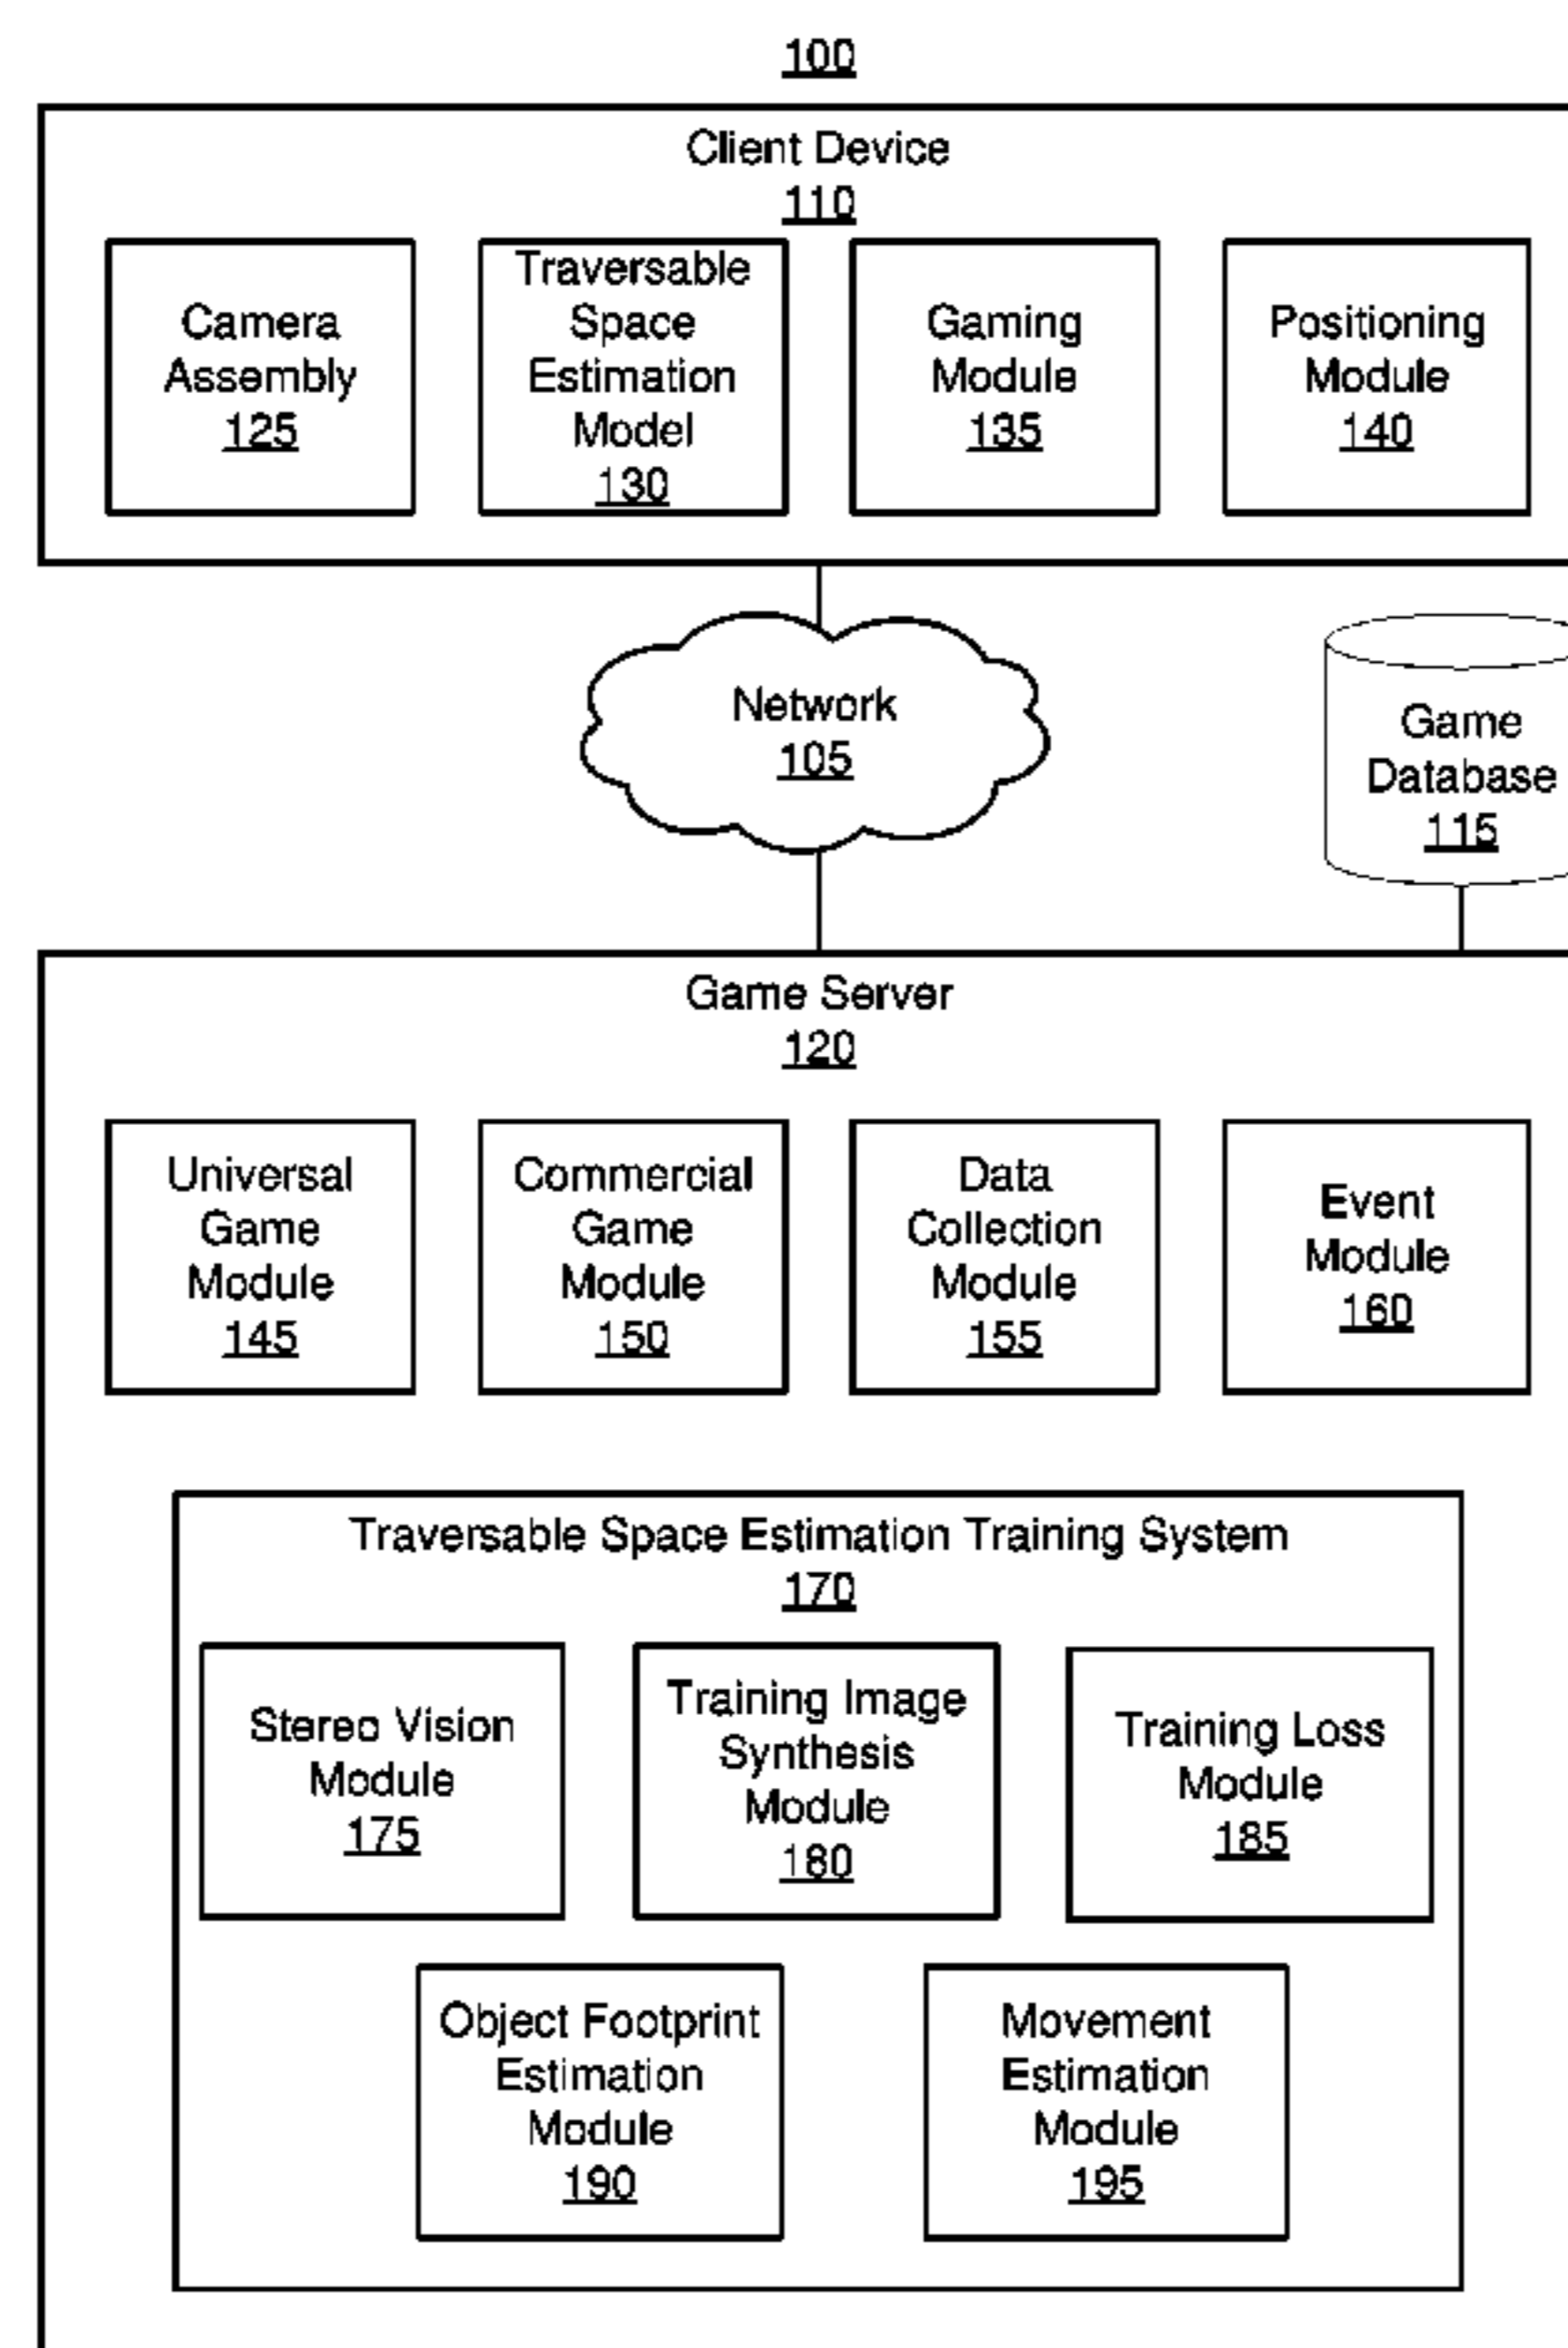 100
Client Device
110
Camera
Assembly
125
Traversable
Space
Estimation
Model
130
Gaming
Module
135
Positioning
Module
140
Network
105
Game
Database
115
Game Server
120
Universal
Game
Module
145
Commercial
Game
Module
150
Data
Collection
Module
155
Event
Module
160
Traversable Space Estimation Training System
170
Stereo Vision
Module
175
Training Image
Synthesis
Module
180
Training Loss
Module
185
Object Footprint
Estimation
Module
190
Movement
Estimation
Module
195